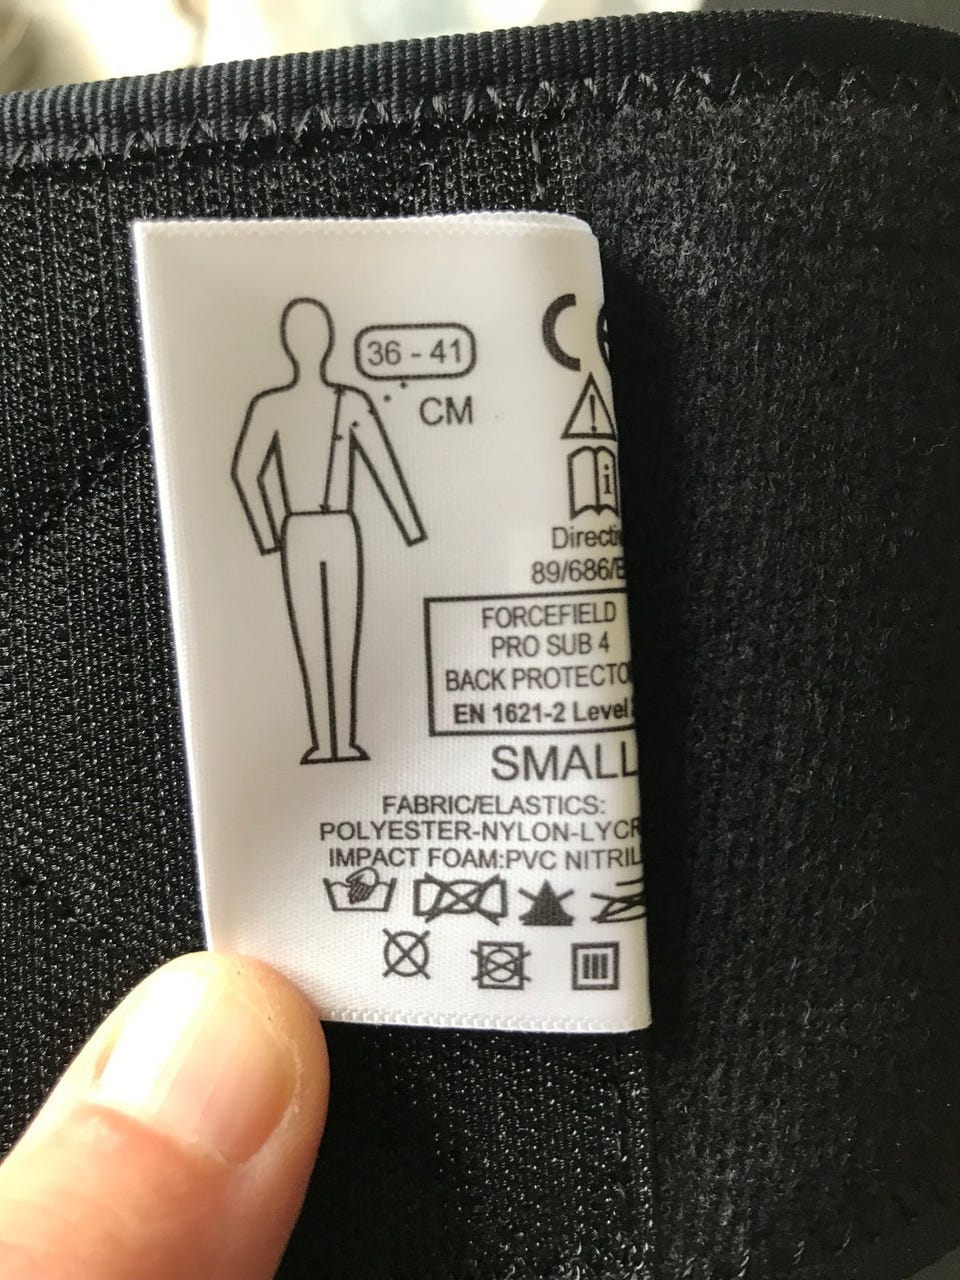 36 - 41
CM
C
i
Directi
89/686/E
FORCEFIELD
PRO SUB 4
BACK PROTECTO
EN 1621-2 Level
SMALL
FABRIC/ELASTICS:
POLYESTER-NYLON-LYCR
IMPACT FOAM:PVC NITRIL